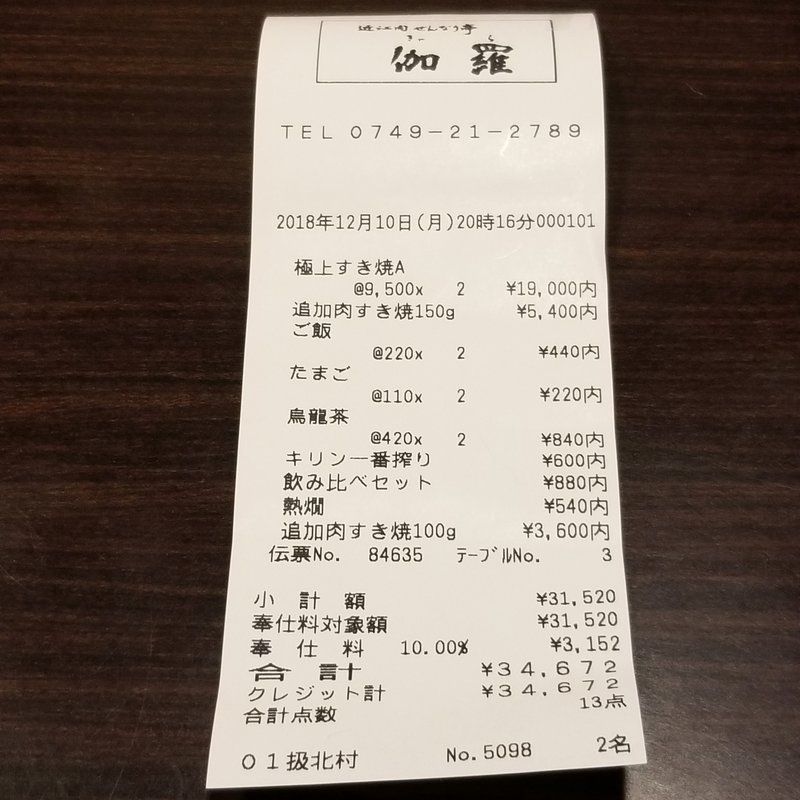 近江肉せんなり亭
きゃら
伽羅
TEL 0749-21-2789
2018年12月10日(月)20時16分000101
極上すき焼A
@9,500x 2 ¥19,000内
追加肉すき焼150g ¥5,400内
ご飯
@220x 2 ¥440内
たまご
@110x 2 ¥220内
烏龍茶
@420x 2 ¥840内
キリン一番搾り ¥600内
飲み比べセット ¥880内
熱燗 ¥540内
追加肉すき焼100g ¥3,600内
伝票No. 84635 テーブルNo. 3
小計額 ¥31,520
奉仕料対象額 ¥31,520
奉仕料 10.00% ¥3,152
合計 ¥34,672
クレジット計 ¥34,672
合計点数 13点
01扱北村 No.5098 2名